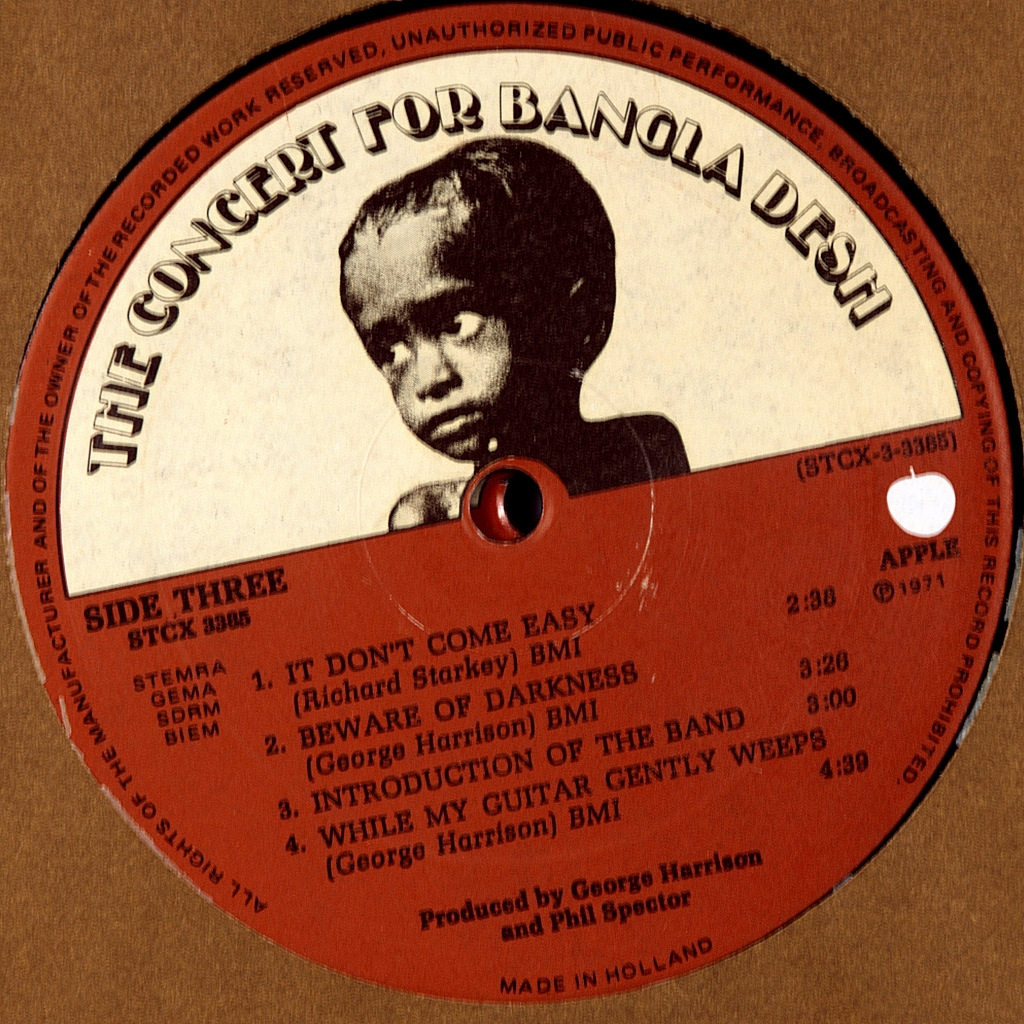 ALL RIGHTS OF THE MANUFACTURER AND OF THE OWNER OF THE RECORDED WORK RESERVED, UNAUTHORIZED PUBLIC PERFORMANCE, BROADCASTING AND COPYING OF THIS RECORD PROHIBITED.
THE CONCERT FOR BANGLA DESH
(STCX-3-3385)
APPLE
℗ 1971
SIDE THREE
STCX 3385
STEMRA
GEMA
SDRM
BIEM
1. IT DON'T COME EASY 2:36
(Richard Starkey) BMI
2. BEWARE OF DARKNESS 3:26
(George Harrison) BMI
3. INTRODUCTION OF THE BAND 3:00
4. WHILE MY GUITAR GENTLY WEEPS 4:39
(George Harrison) BMI
Produced by George Harrison
and Phil Spector
MADE IN HOLLAND